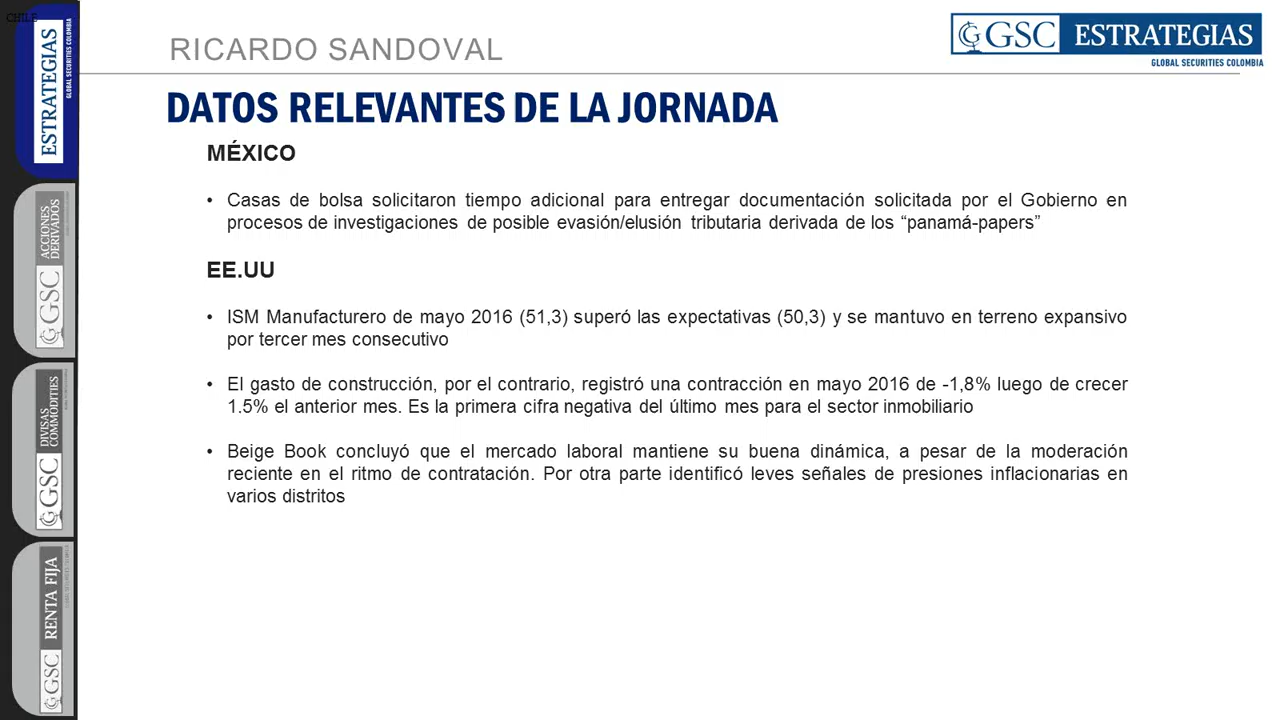 CHILE
RICARDO SANDOVAL
GSC ESTRATEGIAS
GLOBAL SECURITIES COLOMBIA
DATOS RELEVANTES DE LA JORNADA
MÉXICO
• Casas de bolsa solicitaron tiempo adicional para entregar documentación solicitada por el Gobierno en
procesos de investigaciones de posible evasión/elusión tributaria derivada de los “panamá-papers”
EE.UU
• ISM Manufacturero de mayo 2016 (51,3) superó las expectativas (50,3) y se mantuvo en terreno expansivo
por tercer mes consecutivo
• El gasto de construcción, por el contrario, registró una contracción en mayo 2016 de -1,8% luego de crecer
1.5% el anterior mes. Es la primera cifra negativa del último mes para el sector inmobiliario
• Beige Book concluyó que el mercado laboral mantiene su buena dinámica, a pesar de la moderación
reciente en el ritmo de contratación. Por otra parte identificó leves señales de presiones inflacionarias en
varios distritos
ESTRATEGIAS
GLOBAL SECURITIES COLOMBIA
GSC ACCIONES
DERIVADOS
GSC DIVISAS
COMMODITIES
GSC RENTA FIJA